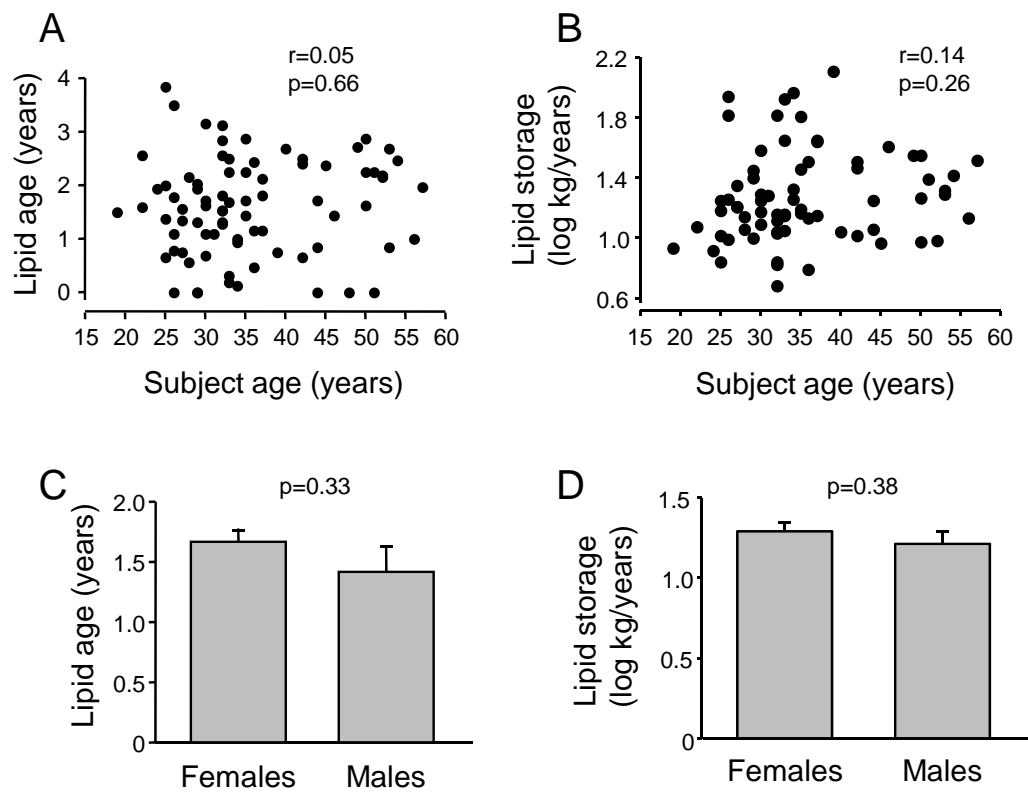 A
r=0.05
p=0.66
Lipid age (years)
4
3
2
1
0
15 20 25 30 35 40 45 50 55 60
Subject age (years)
B
r=0.14
p=0.26
Lipid storage
(log kg/years)
2.2
1.8
1.4
1.0
0.6
15 20 25 30 35 40 45 50 55 60
Subject age (years)
C
p=0.33
Lipid age (years)
2.0
1.5
1.0
0.5
0
Females Males
D
p=0.38
Lipid storage
(log kg/years)
1.5
1.0
0.5
0
Females Males